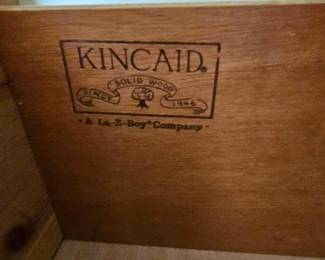 KINCAID®
SOLID WOOD
SINCE 1946
• A La-Z-Boy® Company •